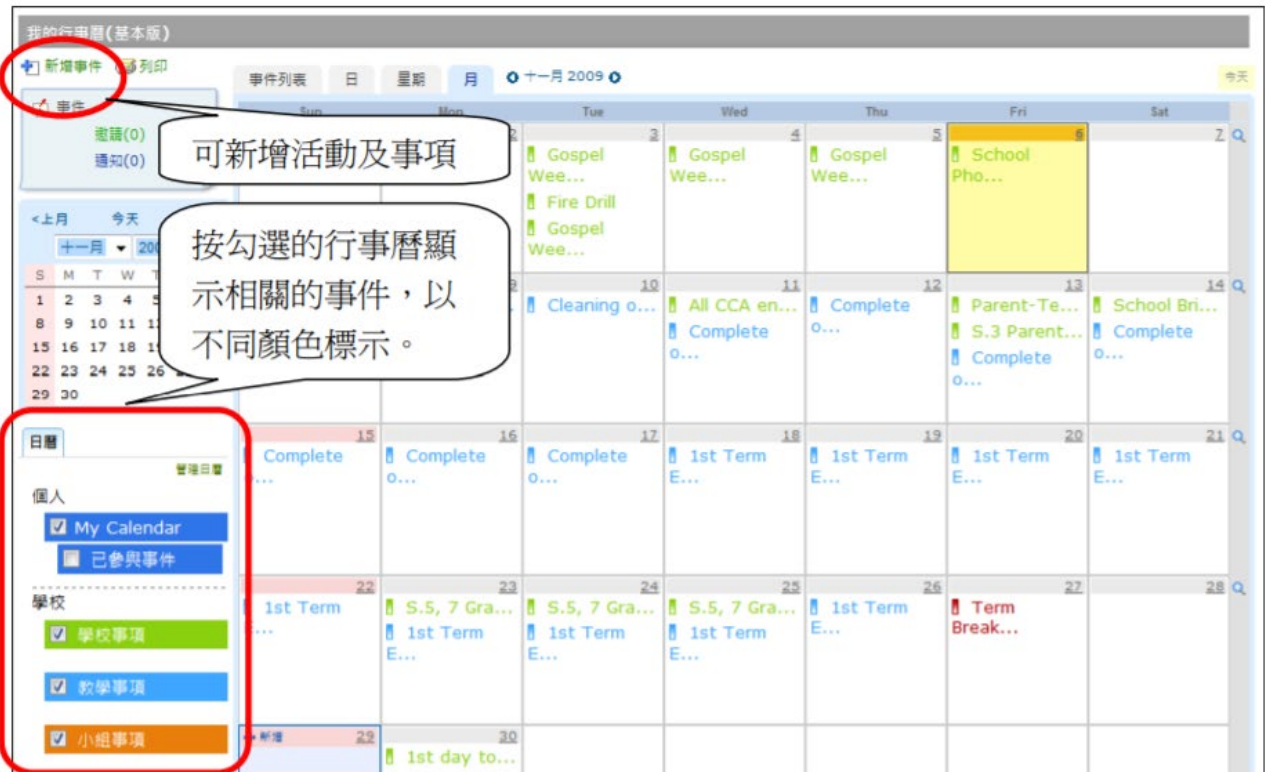 我的行事曆(基本版)
新增事件 列印
事件列表 日 星期 月 十一月 2009 今天
事件
邀請(0)
通知(0)
可新增活動及事項
<上月 今天
十一月
按勾選的行事曆顯
示相關的事件，以
不同顏色標示。
S M T W
1 2 3 4 5
8 9 10 11
15 16 17 18
22 23 24 25 26
29 30
日曆
管理日曆
個人
My Calendar
已參與事件
學校
學校事項
教學事項
小組事項
Sun Mon Tue Wed Thu Fri Sat
2 3 4 5 6 7
Gospel Gospel Gospel School
Wee... Wee... Wee... Pho...
Fire Drill
Gospel
Wee...
9 10 11 12 13 14
Cleaning o... All CCA en... Complete Parent-Te... School Bri...
Complete o... S.3 Parent... Complete
o... Complete o...
o...
15 16 17 18 19 20 21
Complete Complete Complete 1st Term 1st Term 1st Term 1st Term
o... o... o... E... E... E... E...
22 23 24 25 26 27 28
1st Term S.5, 7 Gra... S.5, 7 Gra... S.5, 7 Gra... 1st Term Term
E... 1st Term 1st Term 1st Term E... Break...
E... E... E...
新增 29 30
1st day to...